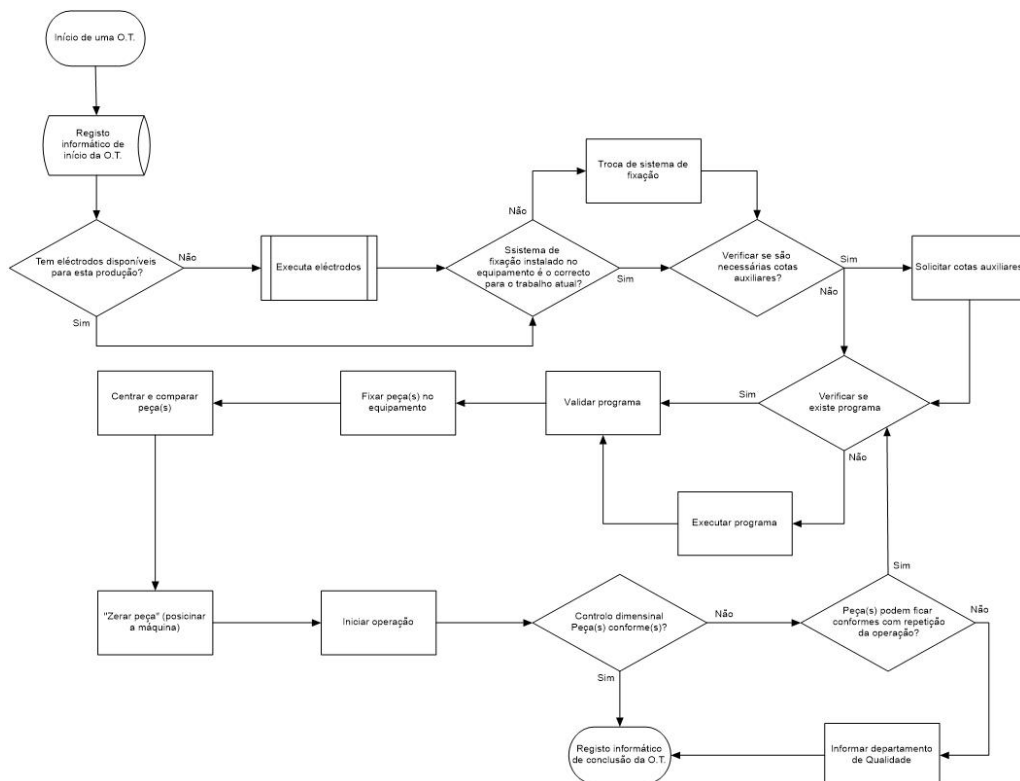 Início de uma O.T.
Registo
informático de
início da O.T.
Troca de sistema de
fixação
Não
Tem eléctrodos disponíveis
para esta produção?
Não
Sim
Executa eléctrodos
Ssistema de
fixação instalado no
equipamento é o correcto
para o trabalho atual?
Sim
Verificar se são
necessárias cotas
auxiliares?
Sim
Não
Solicitar cotas auxiliares
Centrar e comparar
peça(s)
Fixar peça(s) no
equipamento
Validar programa
Sim
Verificar se
existe programa
Não
Executar programa
Sim
"Zerar peça" (posicinar
a máquina)
Iniciar operação
Controlo dimensinal
Peça(s) conforme(s)?
Não
Sim
Peça(s) podem ficar
conformes com repetição
da operação?
Não
Registo informático
de conclusão da O.T.
Informar departamento
de Qualidade